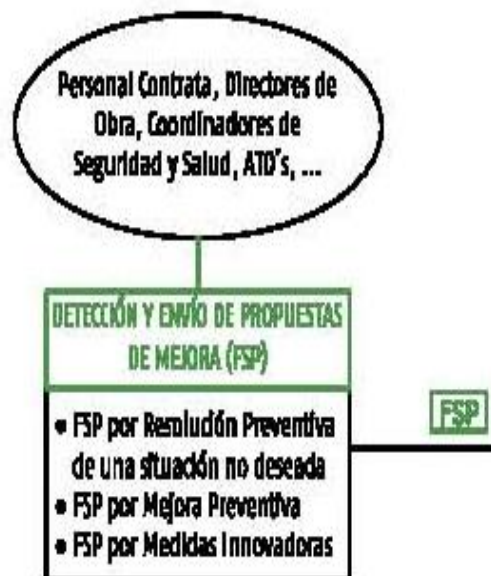 Personal Contrata, Directores de
Obra, Coordinadores de
Seguridad y Salud, ATD´s, ...
DETECCIÓN Y ENVÍO DE PROPUESTAS
DE MEJORA (FSP)
• FSP por Resolución Preventiva
de una situación no deseada
• FSP por Mejora Preventiva
• FSP por Medidas Innovadoras
FSP